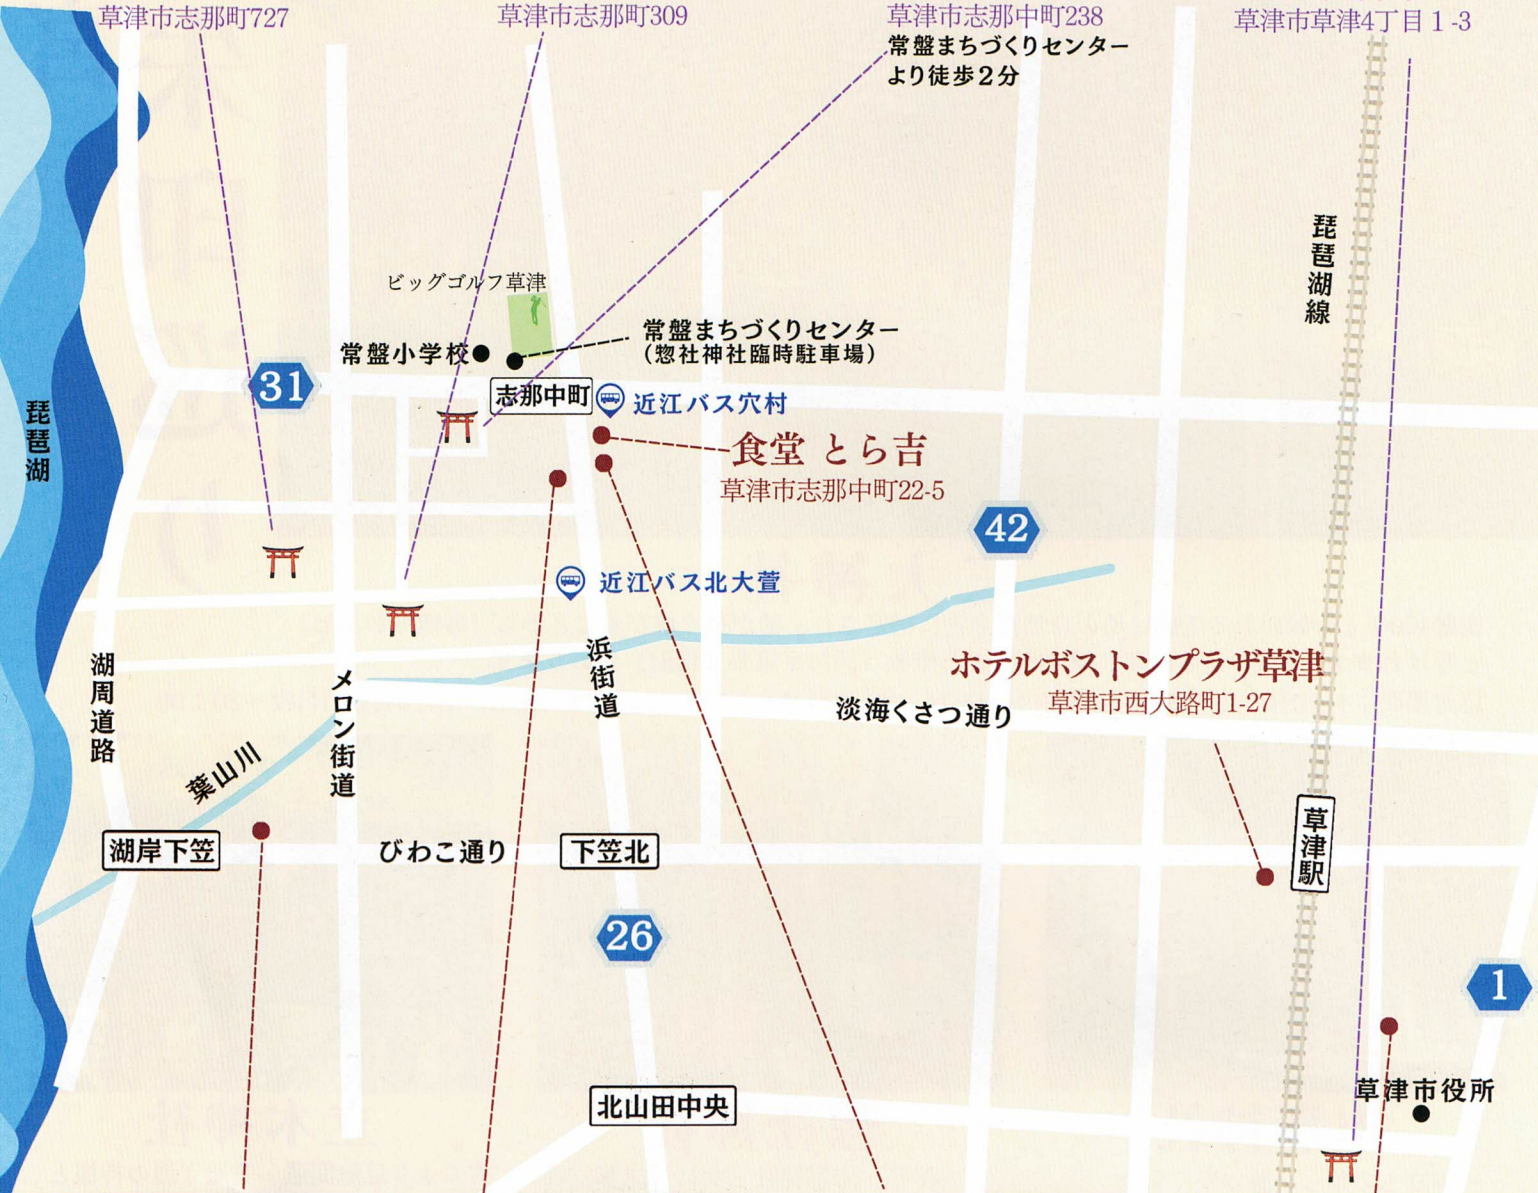 草津市志那町727
草津市志那町309
草津市志那中町238
常盤まちづくりセンター
より徒歩2分
草津市草津4丁目1-3
琵琶湖線
ビッグゴルフ草津
常盤小学校
常盤まちづくりセンター
(惣社神社臨時駐車場)
31
志那中町
近江バス穴村
琵琶湖
食堂 とら吉
草津市志那中町22-5
42
近江バス北大萱
湖周道路
メロン街道
浜街道
ホテルボストンプラザ草津
草津市西大路町1-27
淡海くさつ通り
葉山川
湖岸下笠
びわこ通り
下笠北
草津駅
26
1
北山田中央
草津市役所